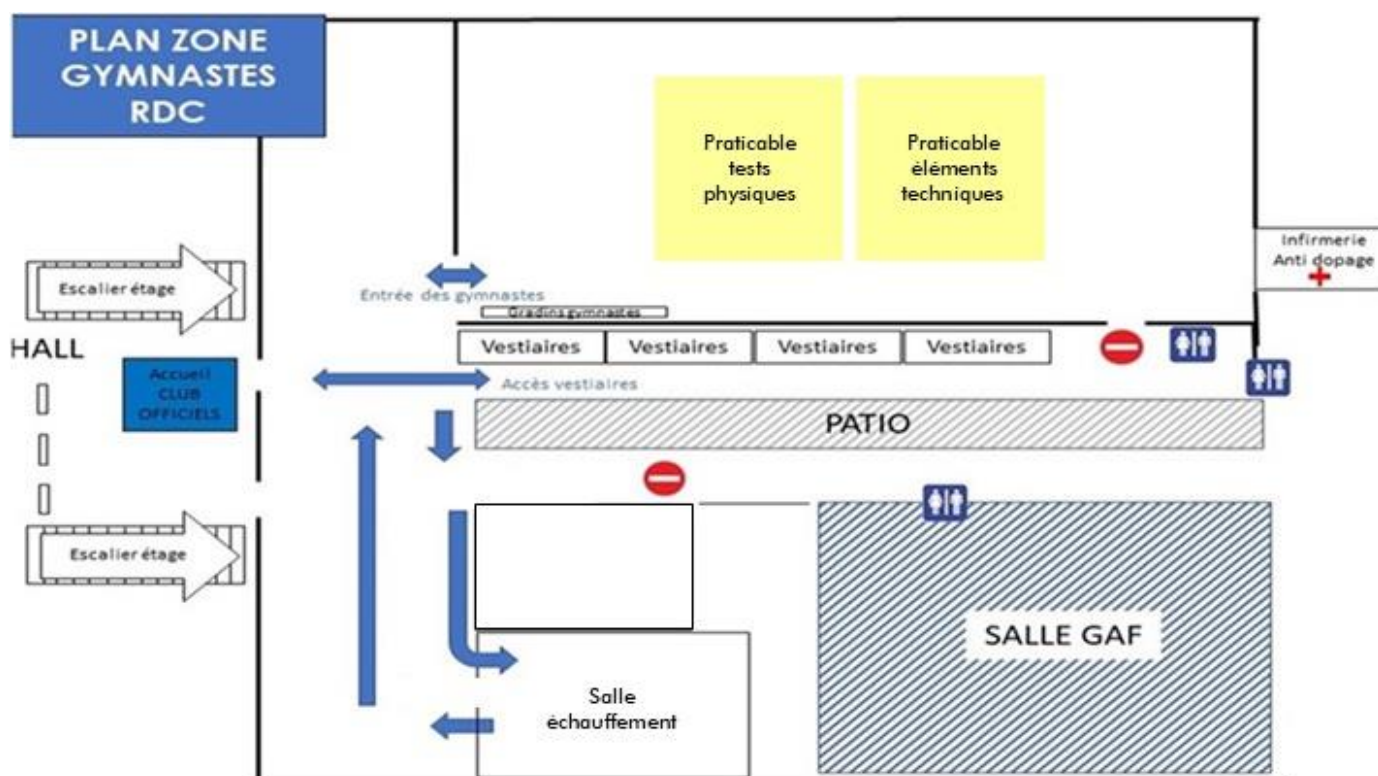 PLAN ZONE
GYMNASTES
RDC
Praticable
tests
physiques
Praticable
éléments
techniques
Infirmerie
Anti dopage
Escalier étage
Entrée des gymnastes
Gradins gymnastes
HALL
Vestiaires
Vestiaires
Vestiaires
Vestiaires
Accueil
CLUB
OFFICIELS
Accès vestiaires
PATIO
Escalier étage
SALLE GAF
Salle
échauffement